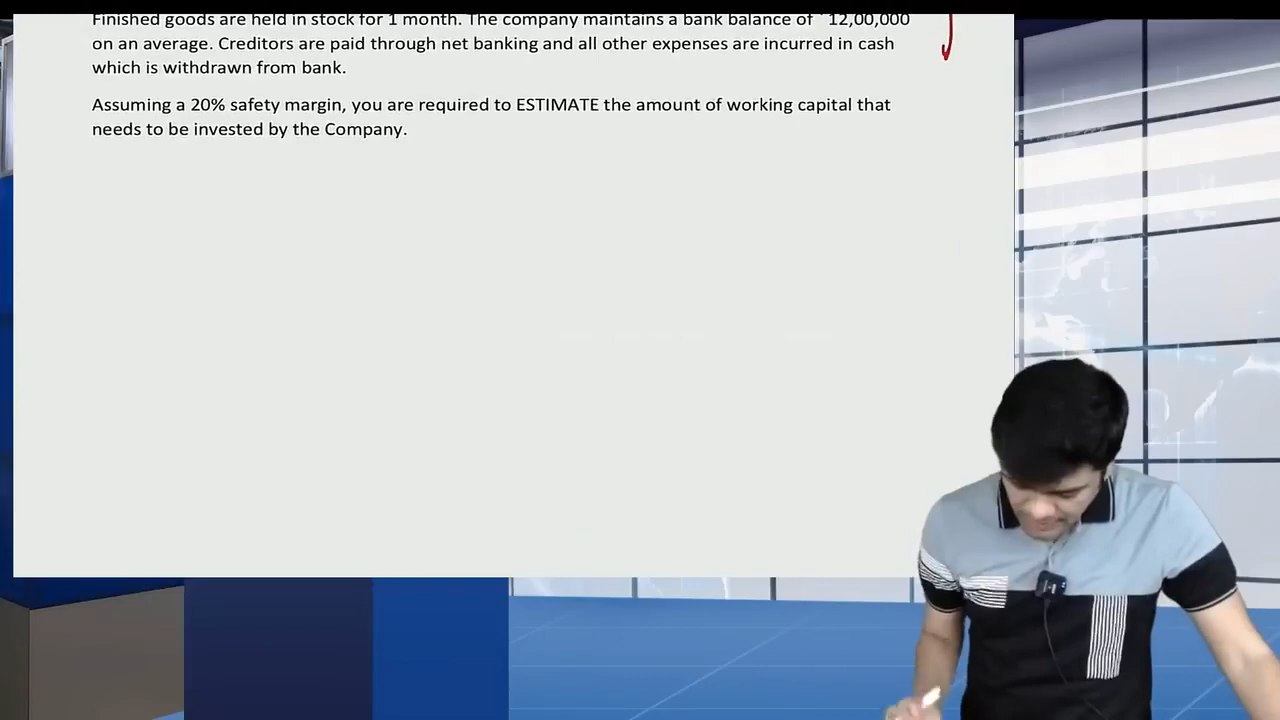 Finished goods are held in stock for 1 month. The company maintains a bank balance of ` 12,00,000
on an average. Creditors are paid through net banking and all other expenses are incurred in cash
which is withdrawn from bank.
Assuming a 20% safety margin, you are required to ESTIMATE the amount of working capital that
needs to be invested by the Company.